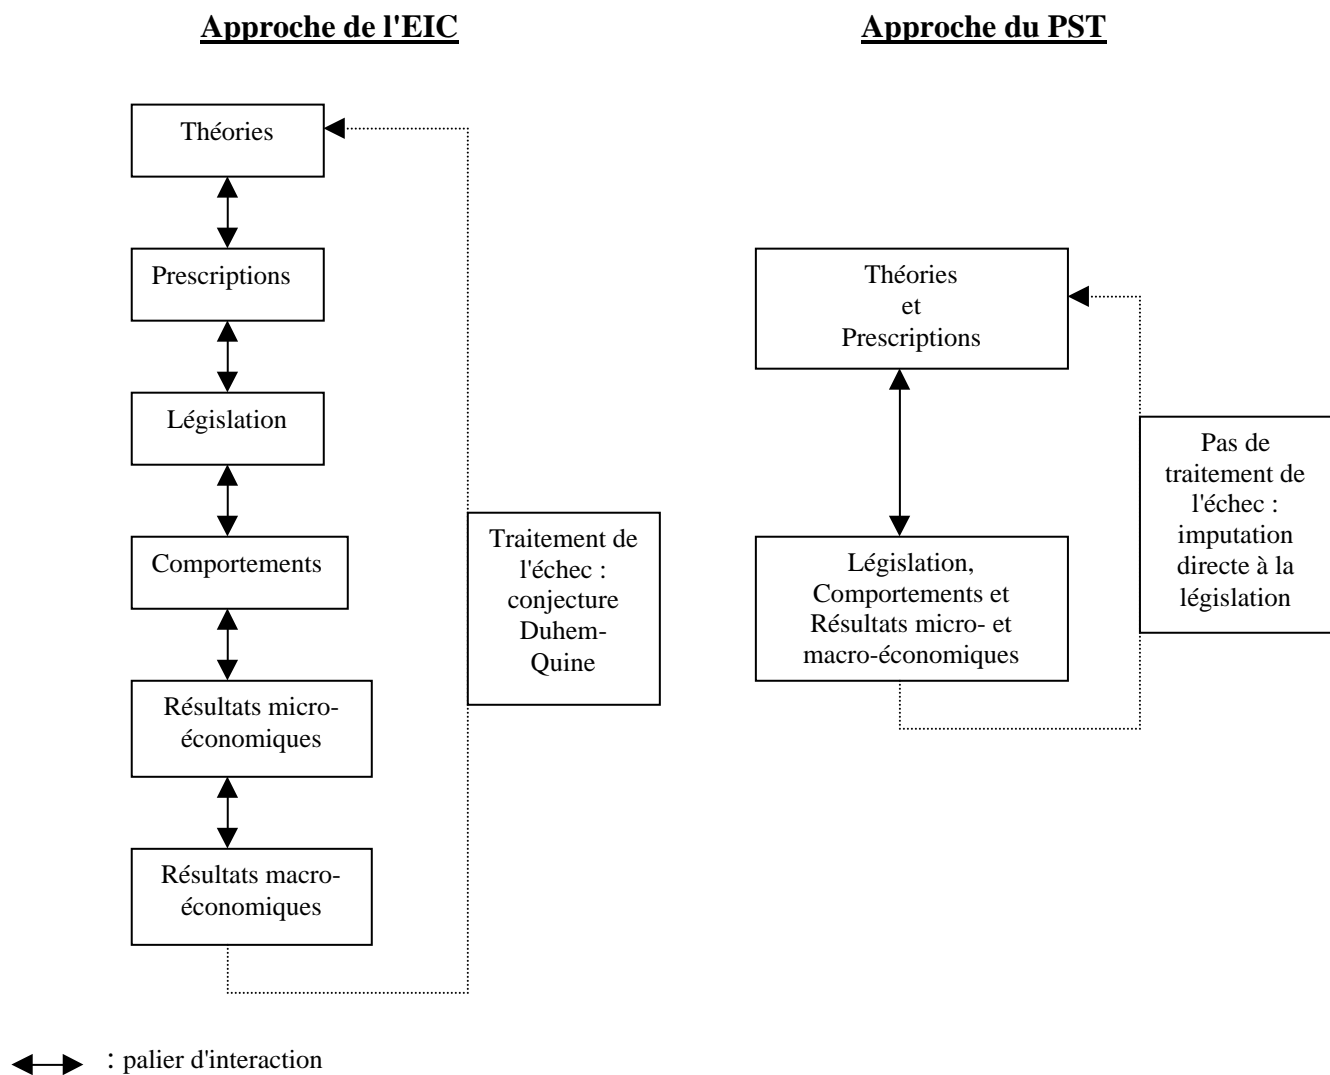 Approche de l'EIC
Approche du PST
Théories
Prescriptions
Législation
Comportements
Résultats micro-
économiques
Résultats macro-
économiques
Traitement de
l'échec :
conjecture
Duhem-
Quine
Théories
et
Prescriptions
Législation,
Comportements et
Résultats micro- et
macro-économiques
Pas de
traitement de
l'échec :
imputation
directe à la
législation
: palier d'interaction